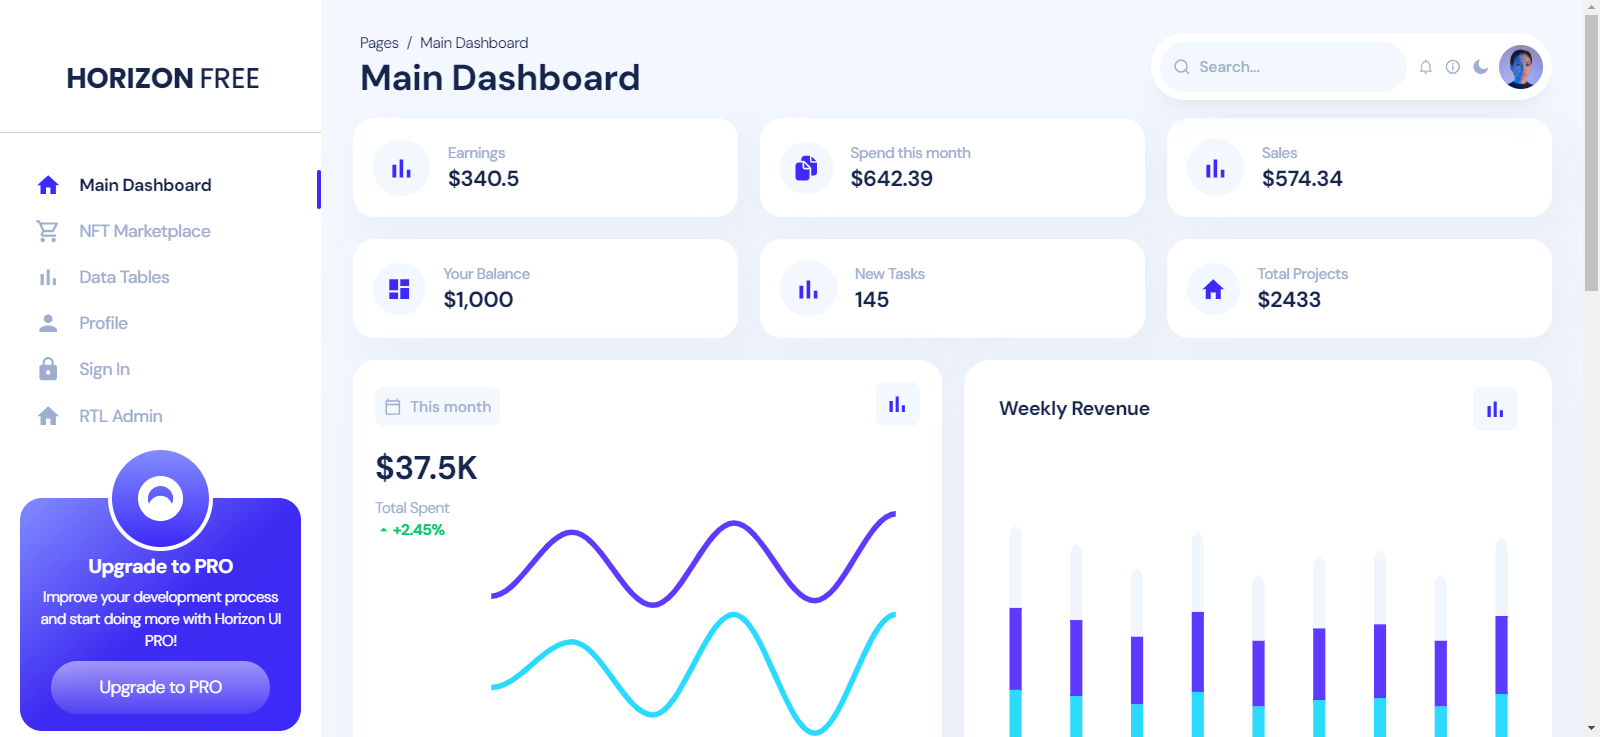 HORIZON FREE
Main Dashboard
NFT Marketplace
Data Tables
Profile
Sign In
RTL Admin
Upgrade to PRO
Improve your development process
and start doing more with Horizon UI
PRO!
Upgrade to PRO
Pages / Main Dashboard
Main Dashboard
Search...
Earnings
$340.5
Spend this month
$642.39
Sales
$574.34
Your Balance
$1,000
New Tasks
145
Total Projects
$2433
This month
$37.5K
Total Spent
+2.45%
Weekly Revenue